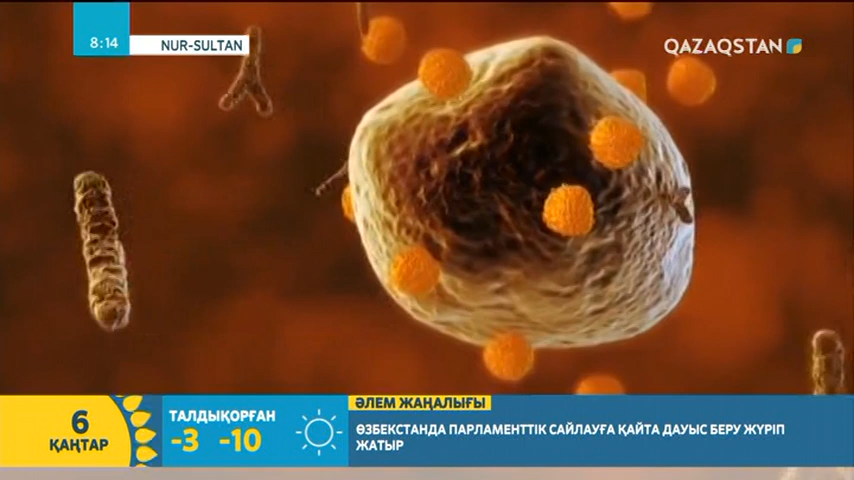 8:14
NUR-SULTAN
QAZAQSTAN
6
ҚАҢТАР
ТАЛДЫҚОРҒАН
-3 -10
ӘЛЕМ ЖАҢАЛЫҒЫ
ӨЗБЕКСТАНДА ПАРЛАМЕНТТІК САЙЛАУҒА ҚАЙТА ДАУЫС БЕРУ ЖҮРІП
ЖАТЫР